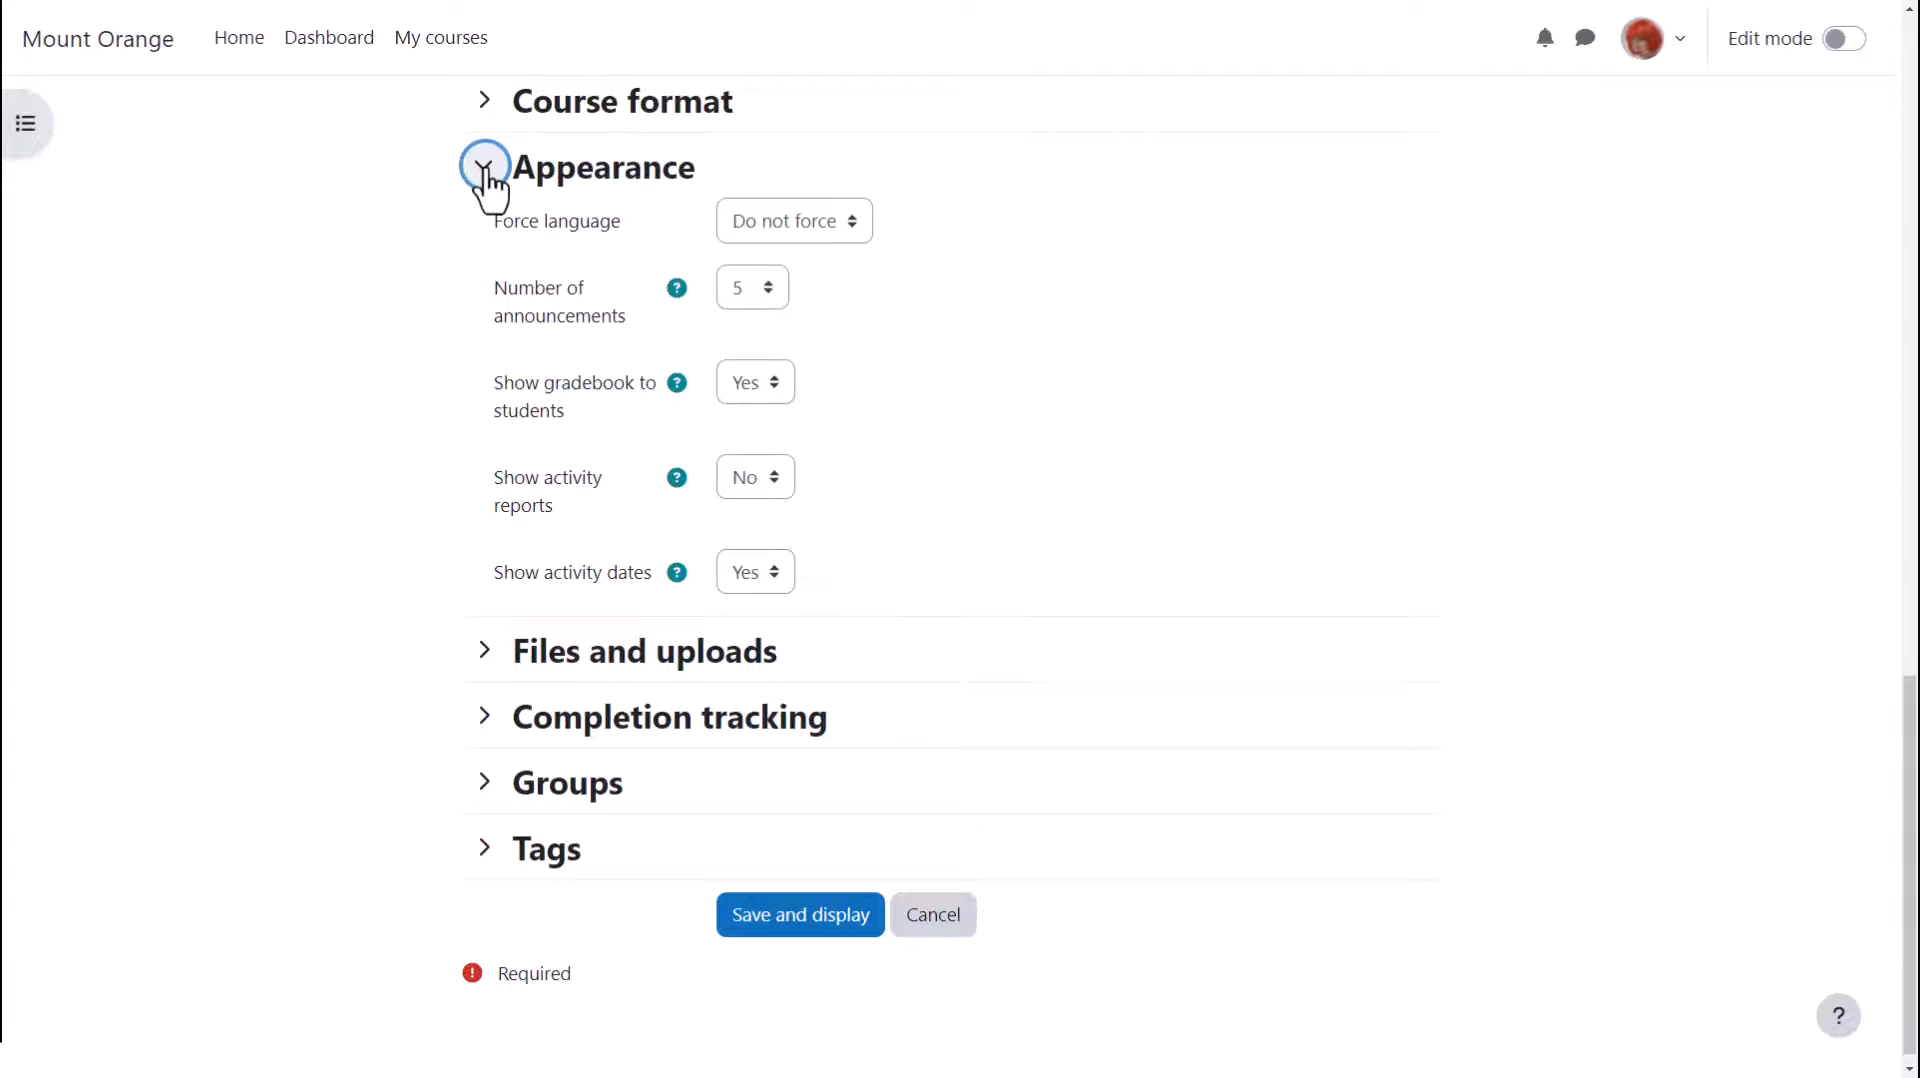 Mount Orange Home Dashboard My courses Edit mode
Course format
Appearance
Force language Do not force
Number of announcements ? 5
Show gradebook to students ? Yes
Show activity reports ? No
Show activity dates ? Yes
Files and uploads
Completion tracking
Groups
Tags
Save and display Cancel
! Required
?